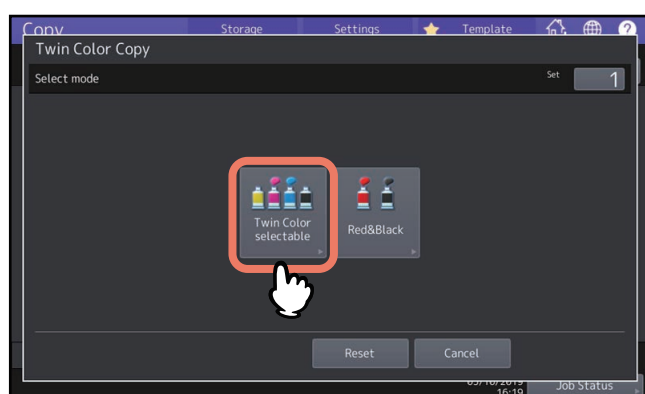 Copy
Storage
Settings
Template
?
Twin Color Copy
Select mode
Set
1
Twin Color
selectable
Red&Black
Reset
Cancel
16:19
Job Status